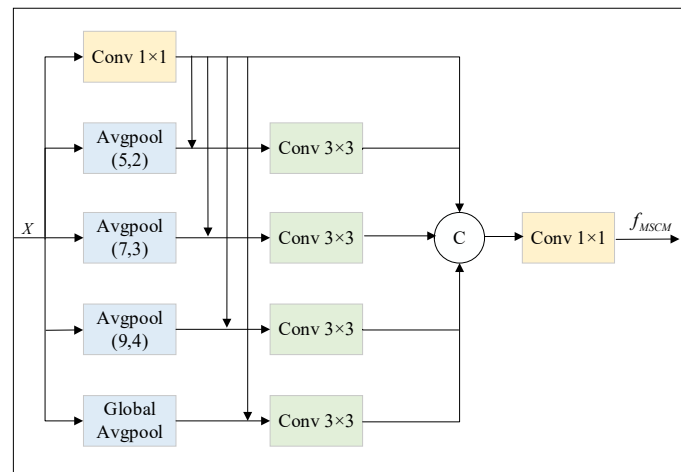 Conv 1×1
Avgpool
(5,2)
Conv 3×3
X
Avgpool
(7,3)
Conv 3×3
C
Conv 1×1
f_MSCM
Avgpool
(9,4)
Conv 3×3
Global
Avgpool
Conv 3×3